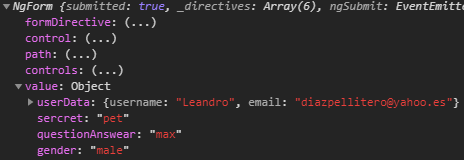 ▼NgForm {submitted: true, _directives: Array(6), ngSubmit: EventEmitte
formDirective: (...)
control: (...)
path: (...)
controls: (...)
▼value: Object
▶userData: {username: "Leandro", email: "diazpellitero@yahoo.es"}
sercret: "pet"
questionAnswear: "max"
gender: "male"